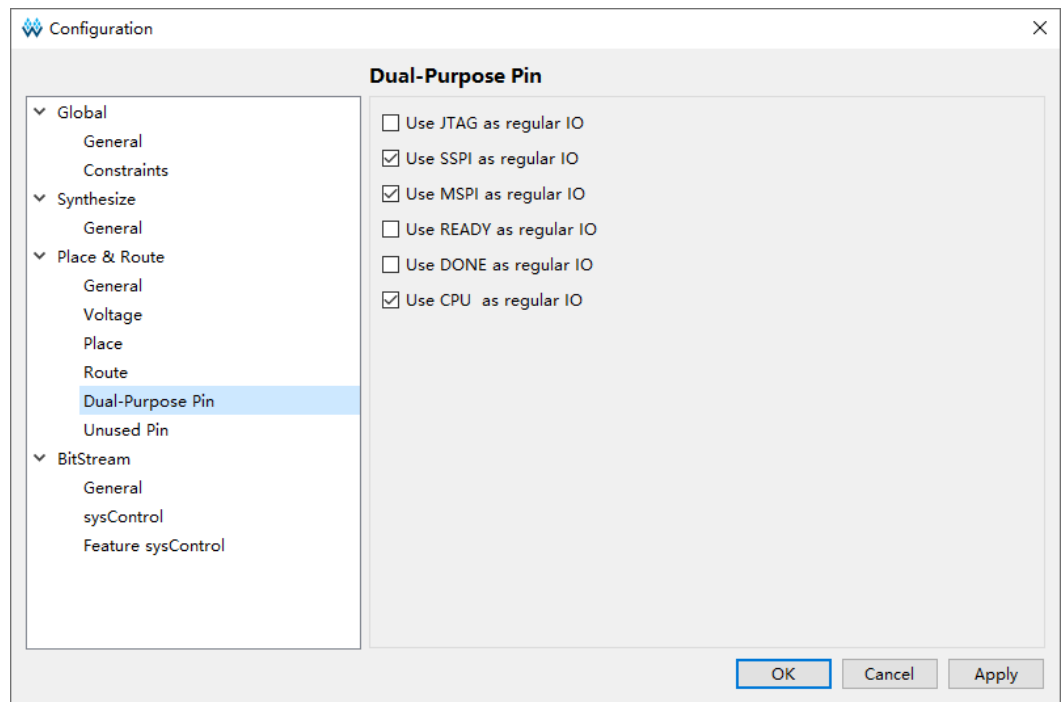 Configuration
Dual-Purpose Pin
Global
General
Constraints
Synthesize
General
Place & Route
General
Voltage
Place
Route
Dual-Purpose Pin
Unused Pin
BitStream
General
sysControl
Feature sysControl
Use JTAG as regular IO
Use SSPI as regular IO
Use MSPI as regular IO
Use READY as regular IO
Use DONE as regular IO
Use CPU  as regular IO
OK
Cancel
Apply